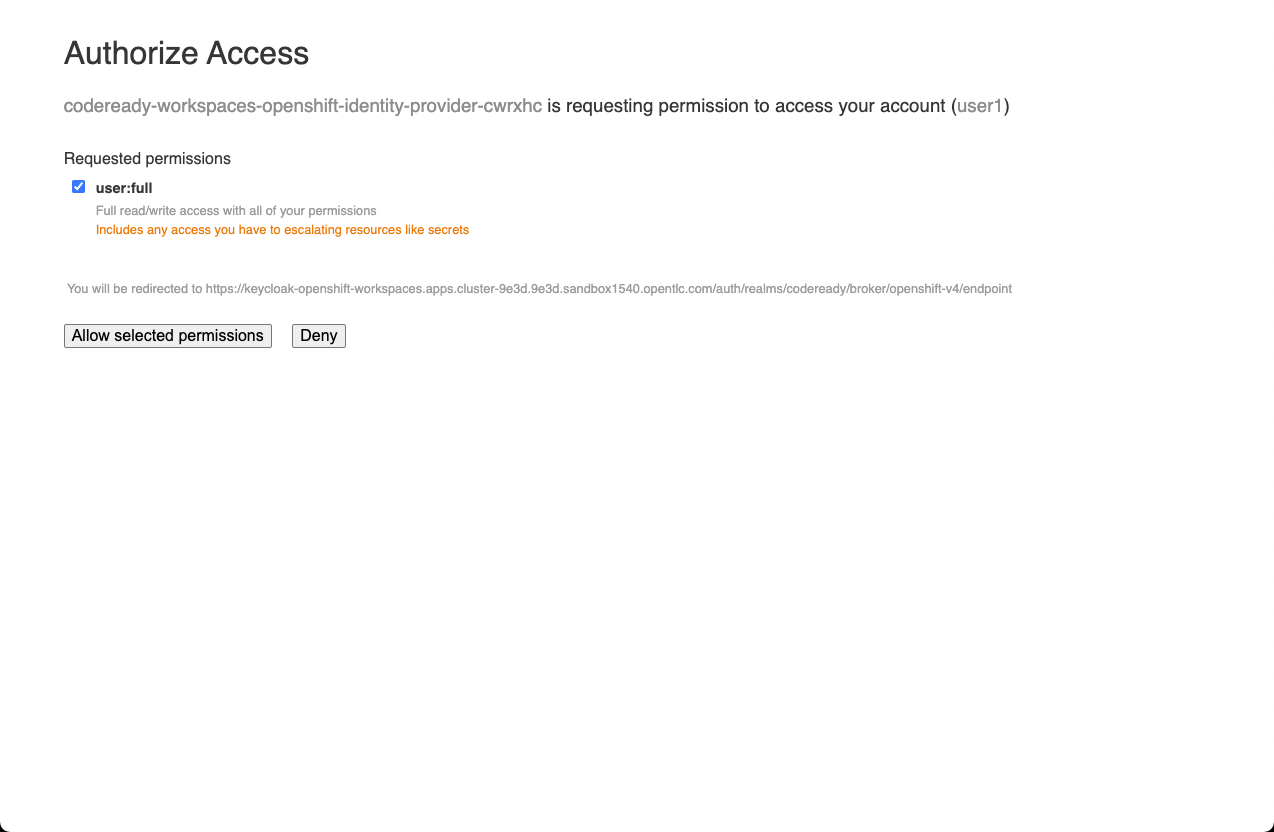 Authorize Access
codeready-workspaces-openshift-identity-provider-cwrxhc is requesting permission to access your account (user1)
Requested permissions
user:full
Full read/write access with all of your permissions
Includes any access you have to escalating resources like secrets
You will be redirected to https://keycloak-openshift-workspaces.apps.cluster-9e3d.9e3d.sandbox1540.opentlc.com/auth/realms/codeready/broker/openshift-v4/endpoint
Allow selected permissions Deny